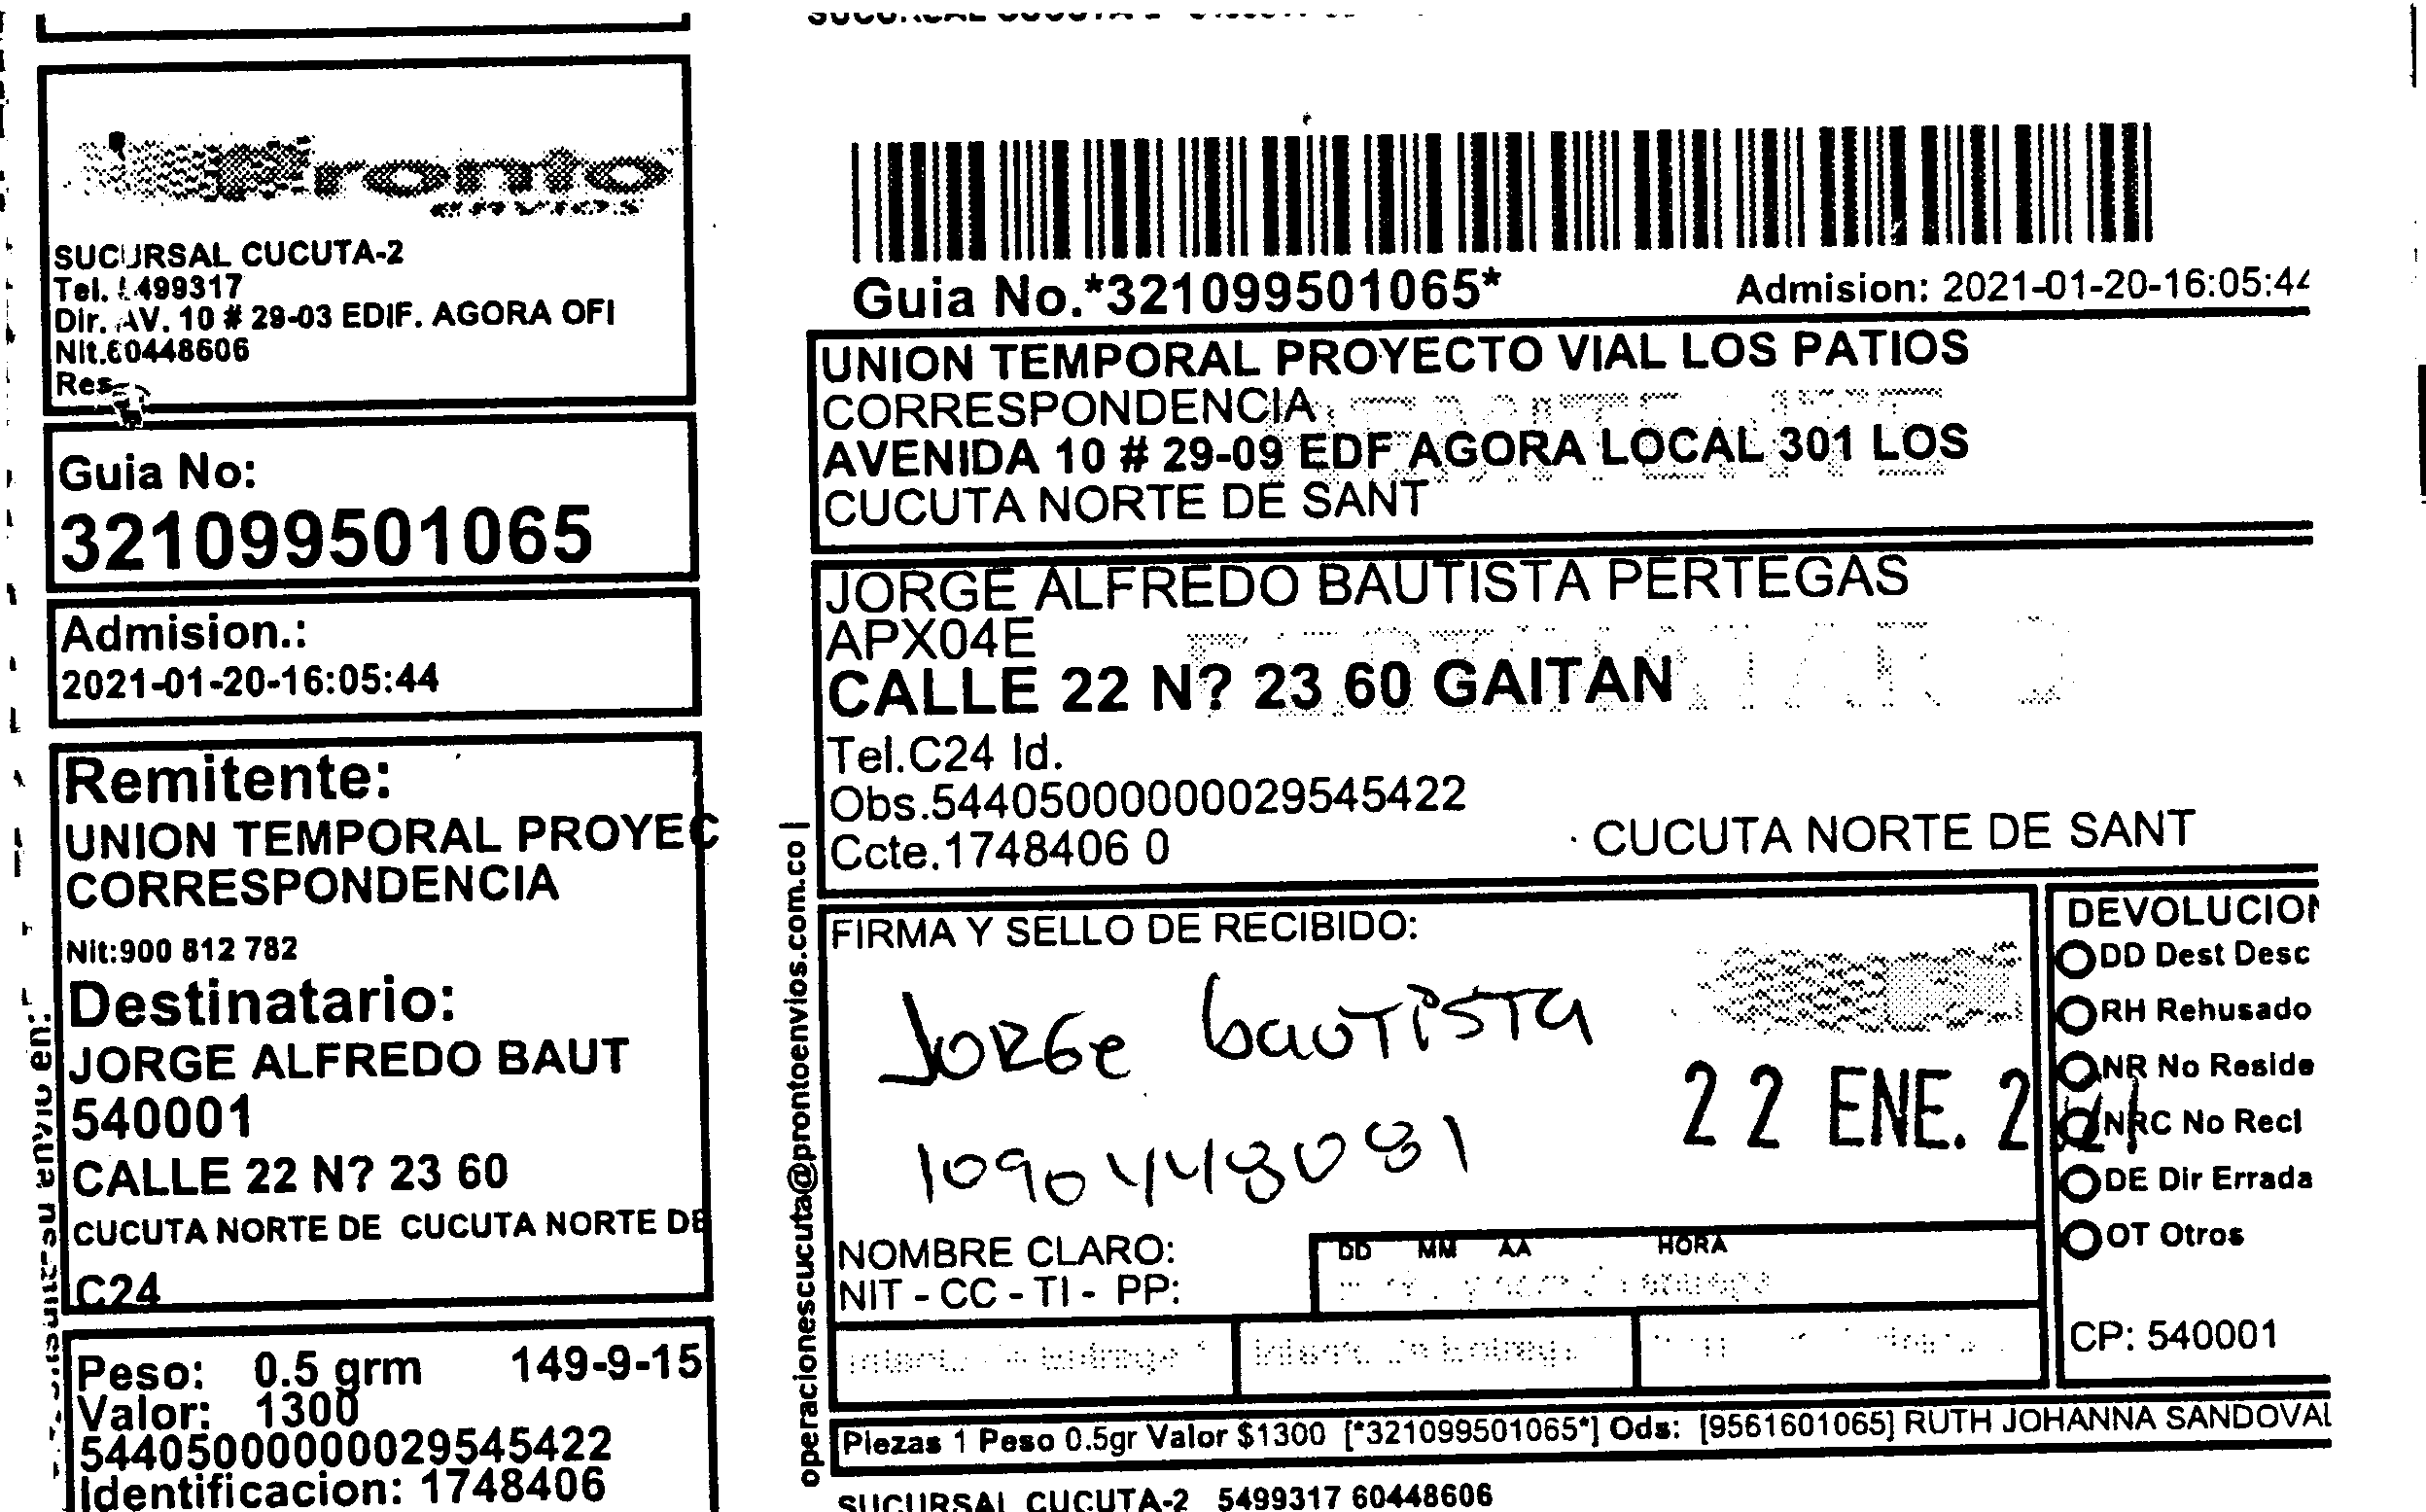 Pronto
envios
SUCURSAL CUCUTA-2
Tel. 5499317
Dir. AV. 10 # 29-03 EDIF. AGORA OFI
Nit.60448606
Res
Guia No:
321099501065
Admision.:
2021-01-20-16:05:44
Remitente:
UNION TEMPORAL PROYEC
CORRESPONDENCIA
Nit:900 812 782
Destinatario:
JORGE ALFREDO BAUT
540001
CALLE 22 N? 23 60
CUCUTA NORTE DE CUCUTA NORTE DE
C24
Peso: 0.5 grm 149-9-15
Valor: 1300
544050000000029545422
Identificacion: 1748406
su envio en:
operacionescucuta@prontoenvios.com.co |
Guia No.*321099501065*
Admision: 2021-01-20-16:05:44
UNION TEMPORAL PROYECTO VIAL LOS PATIOS
CORRESPONDENCIA
REMITENTE
AVENIDA 10 # 29-09 EDF AGORA LOCAL 301 LOS
CUCUTA NORTE DE SANT
JORGE ALFREDO BAUTISTA PERTEGAS
APX04E
CALLE 22 N? 23 60 GAITAN
Tel.C24 Id.
Obs.544050000000029545422
Ccte.1748406 0
CUCUTA NORTE DE SANT
FIRMA Y SELLO DE RECIBIDO:
JORGe bauTiSTa
22 ENE. 2021
1090448081
NOMBRE CLARO:
NIT - CC - TI - PP:
DD MM AA HORA
DEVOLUCION
DD Dest Desc
RH Rehusado
NR No Reside
NRC No Recl
DE Dir Errada
OT Otros
CP: 540001
Piezas 1 Peso 0.5gr Valor $1300 [*321099501065*] Ods: [9561601065] RUTH JOHANNA SANDOVAL
SUCURSAL CUCUTA-2 5499317 60448606